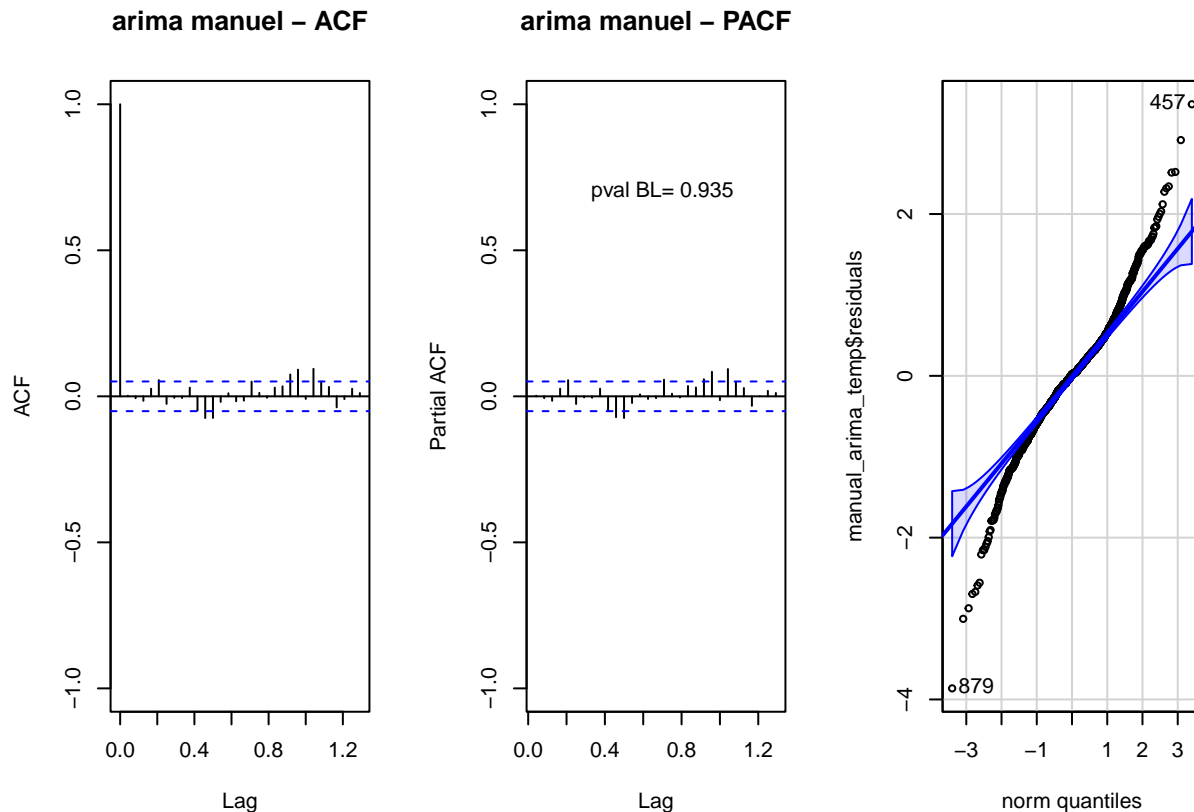 arima manuel − ACF
ACF
1.0
0.5
0.0
−0.5
−1.0
0.0 0.4 0.8 1.2
Lag
arima manuel − PACF
Partial ACF
1.0
0.5
0.0
−0.5
−1.0
pval BL= 0.935
0.0 0.4 0.8 1.2
Lag
manual_arima_temp$residuals
2
0
−2
−4
457
879
−3 −1 1 2 3
norm quantiles